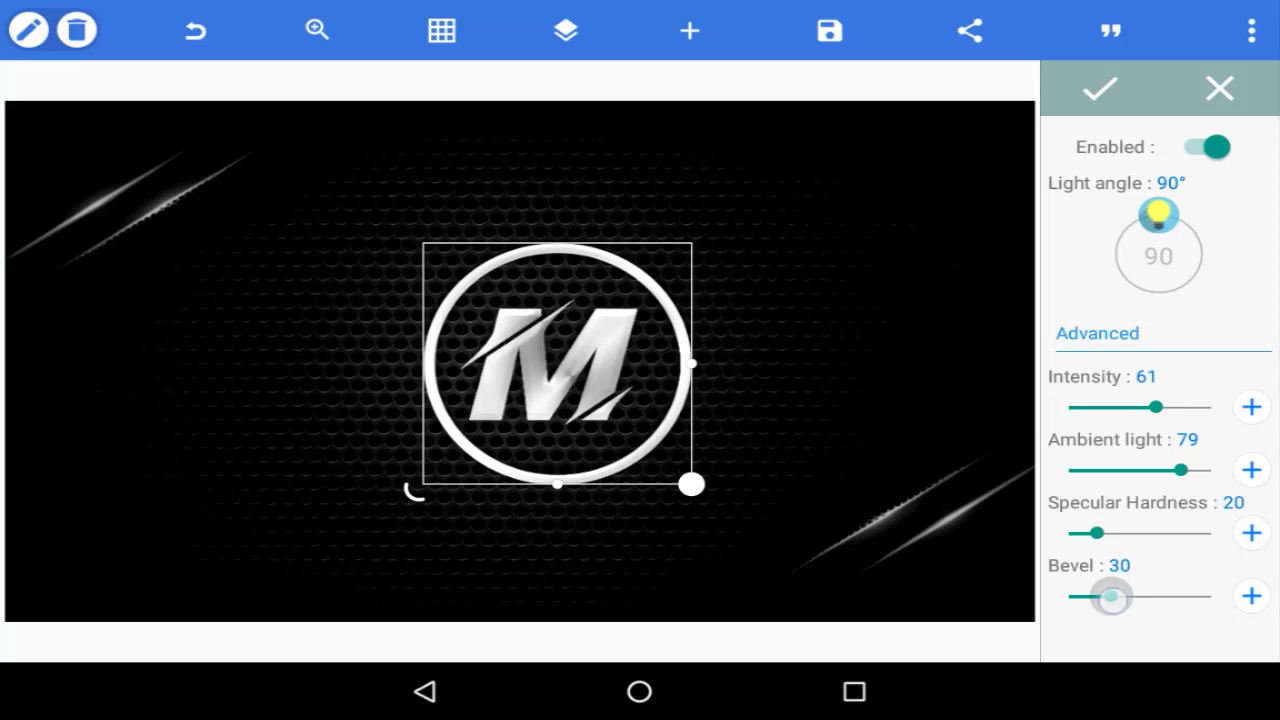 Enabled :
Light angle : 90°
90
Advanced
Intensity : 61
Ambient light : 79
Specular Hardness : 20
Bevel : 30
M